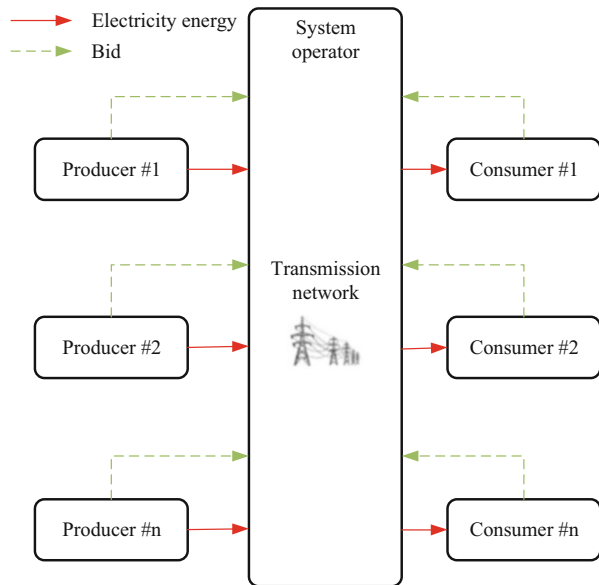 Electricity energy
Bid
System
operator
Producer #1
Consumer #1
Transmission
network
Producer #2
Consumer #2
Producer #n
Consumer #n